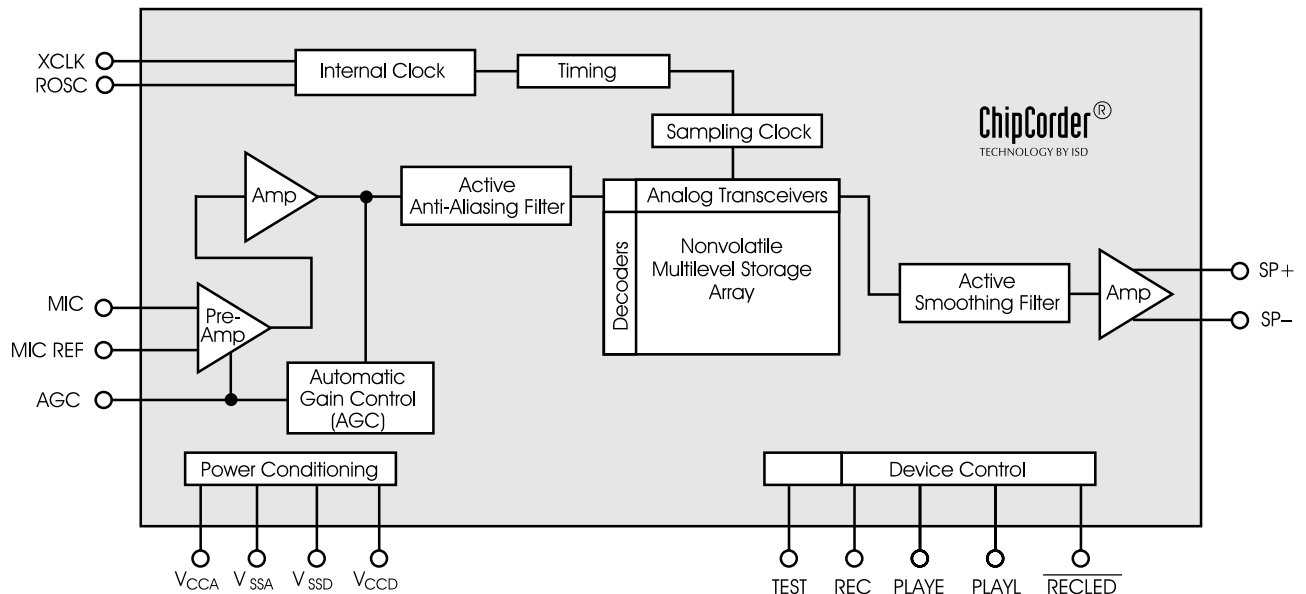 XCLK
ROSC
Internal Clock
Timing
Sampling Clock
ChipCorder®
TECHNOLOGY BY ISD
Amp
Active
Anti-Aliasing Filter
Analog Transceivers
Decoders
Nonvolatile
Multilevel Storage
Array
MIC
MIC REF
AGC
Pre-
Amp
Automatic
Gain Control
(AGC)
Active
Smoothing Filter
Amp
SP+
SP–
Power Conditioning
Device Control
VCCA
VSSA
VSSD
VCCD
TEST
REC
PLAYE
PLAYL
RECLED